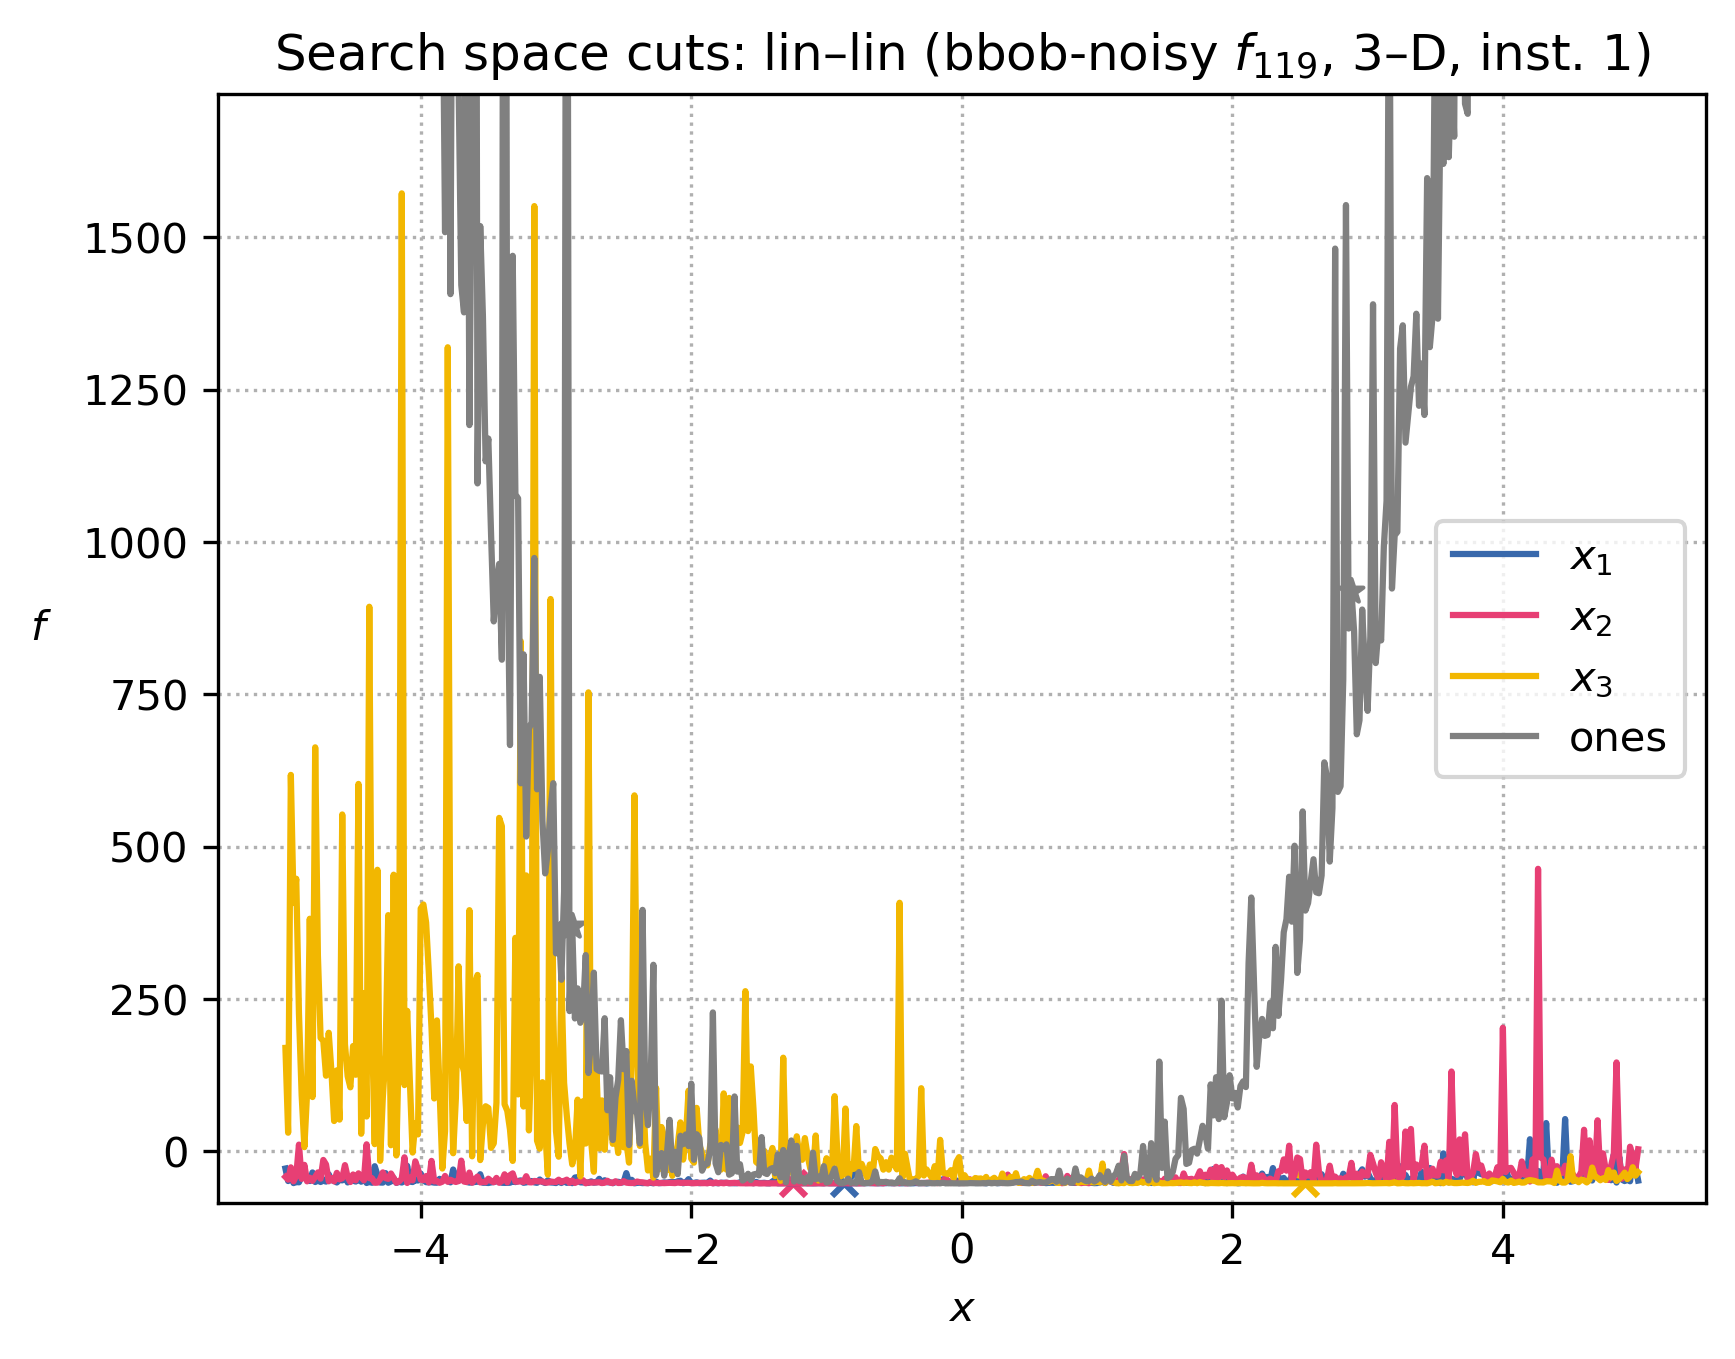 Search space cuts: lin–lin (bbob-noisy f₁₁₉, 3–D, inst. 1)
f
1500
1250
1000
750
500
250
0
x₁
x₂
x₃
ones
−4 −2 0 2 4
x